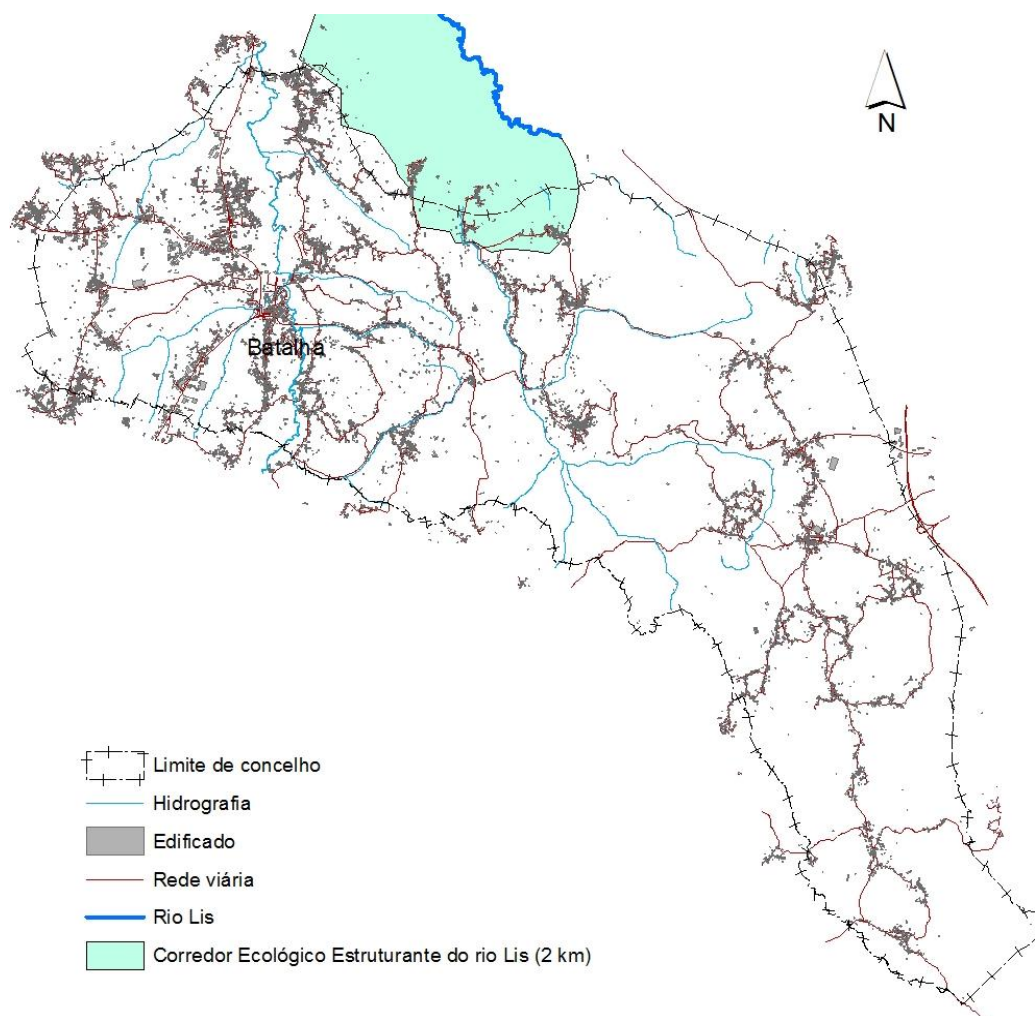 N
Batalha
Limite de concelho
Hidrografia
Edificado
Rede viária
Rio Lis
Corredor Ecológico Estruturante do rio Lis (2 km)